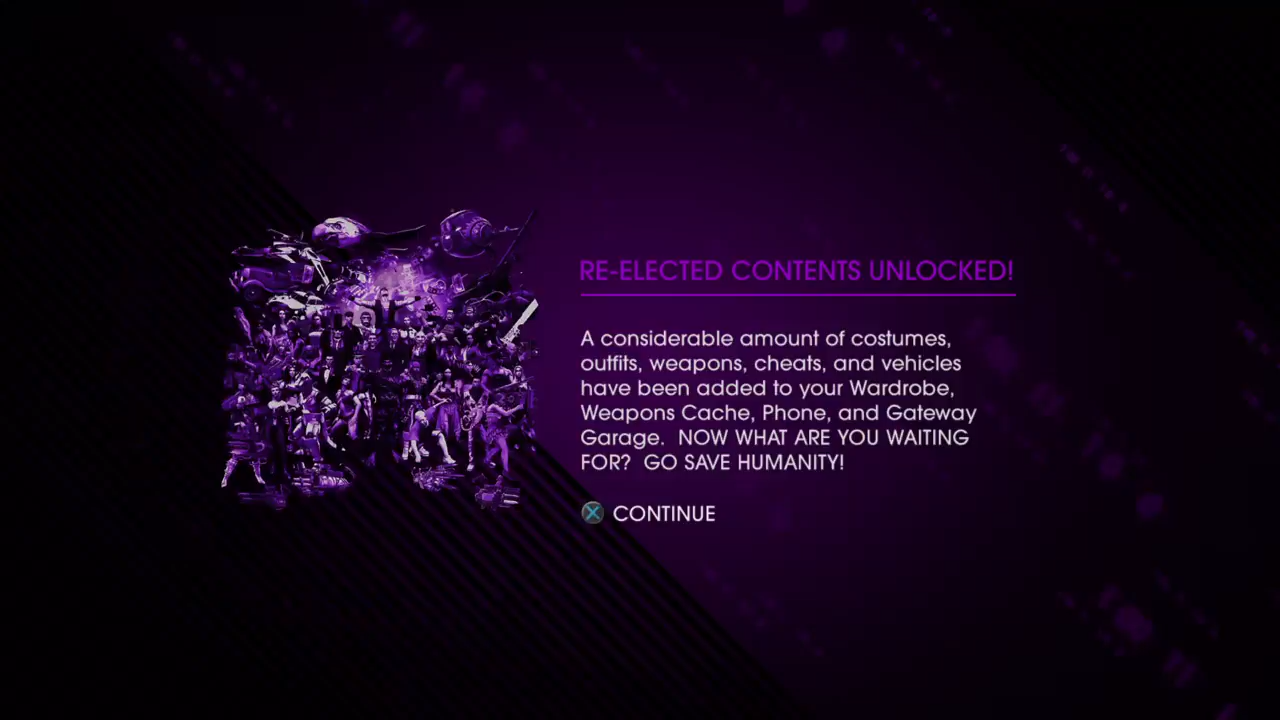 RE-ELECTED CONTENTS UNLOCKED!
A considerable amount of costumes,
outfits, weapons, cheats, and vehicles
have been added to your Wardrobe,
Weapons Cache, Phone, and Gateway
Garage.  NOW WHAT ARE YOU WAITING
FOR?  GO SAVE HUMANITY!
CONTINUE